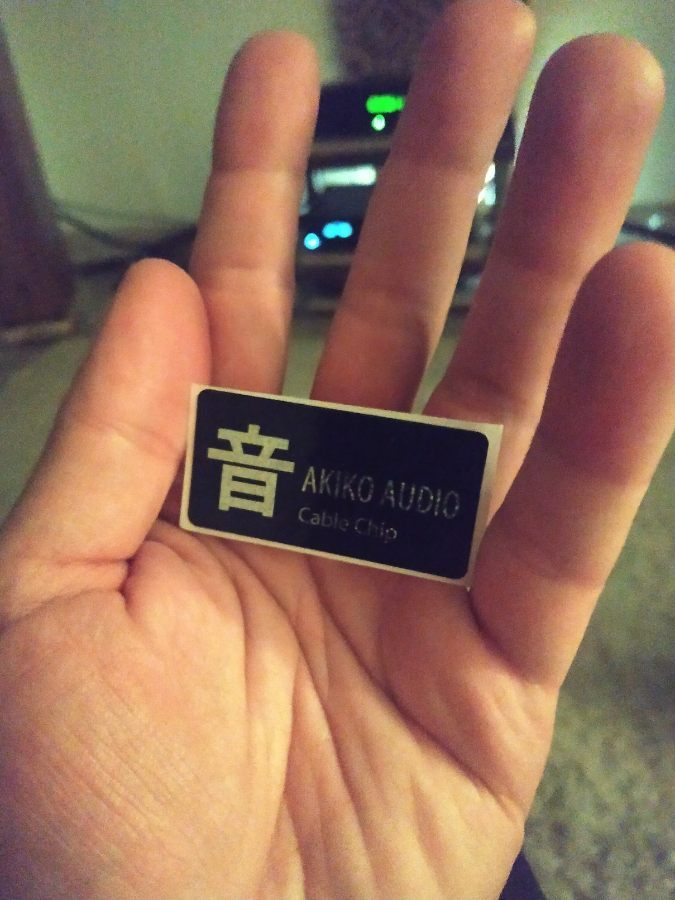 音
AKIKO AUDIO
Cable Chip